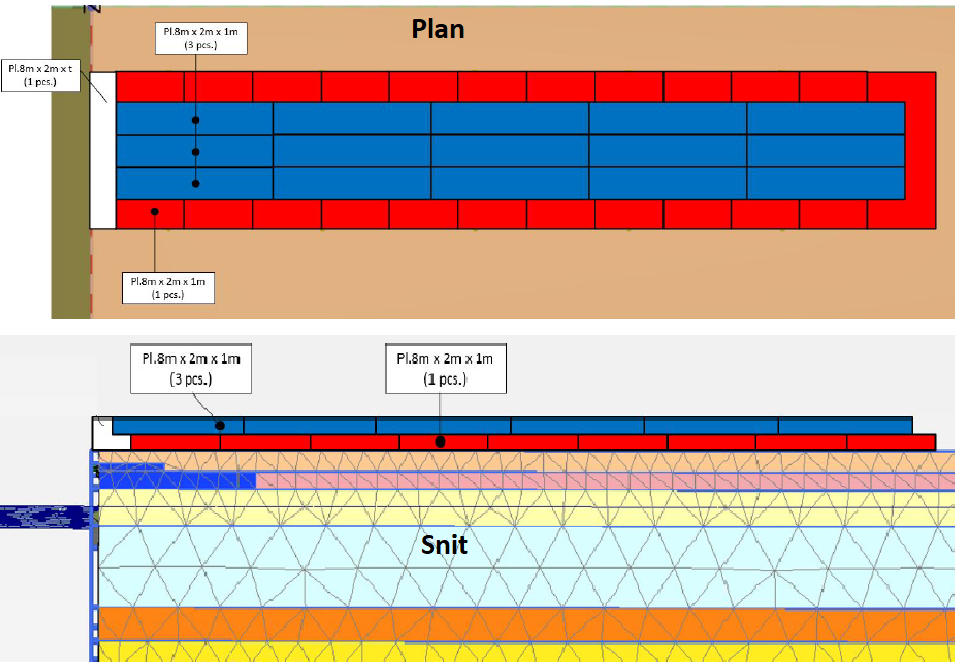 Z
Plan
Pl.8m x 2m x 1m
(3 pcs.)
Pl.8m x 2m x t
(1 pcs.)
Pl.8m x 2m x 1m
(1 pcs.)
Pl.8m x 2m x 1m
(3 pcs.)
Pl.8m x 2m x 1m
(1 pcs.)
Snit